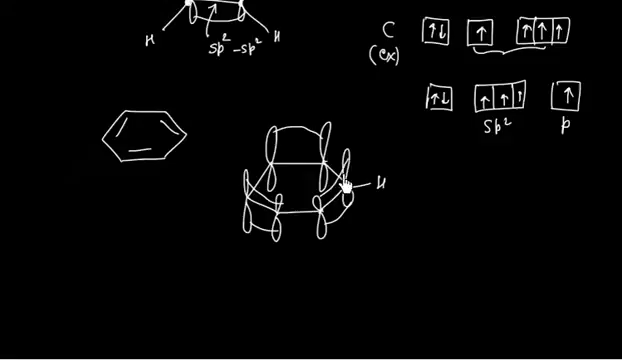 H H
sp²-sp²
C
(ex)
sp² p
H